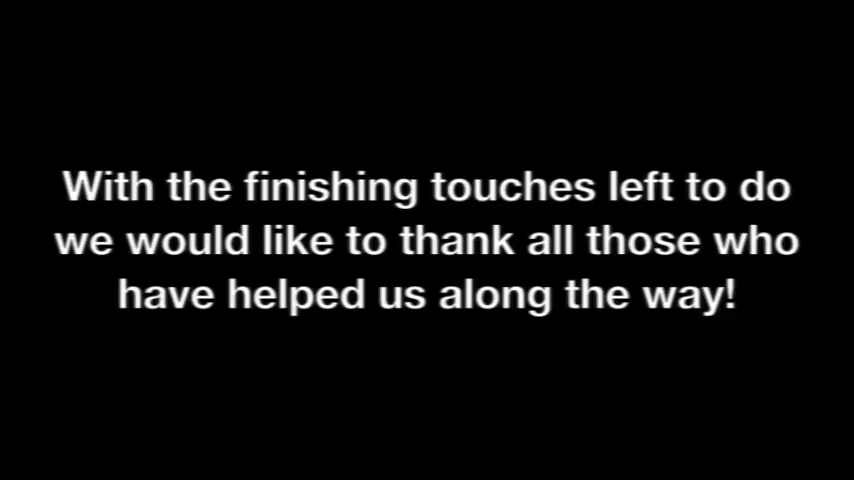 With the finishing touches left to do
we would like to thank all those who
have helped us along the way!